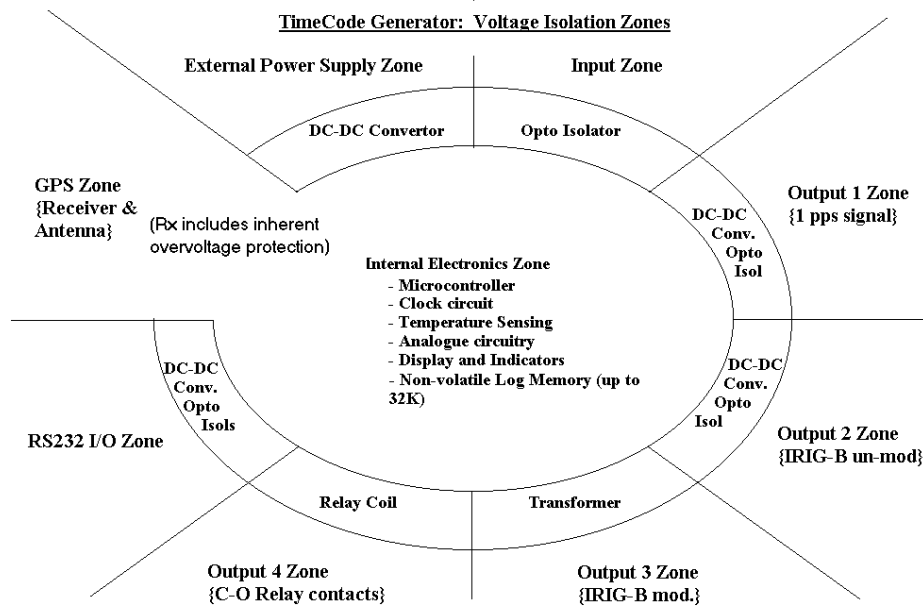 TimeCode Generator: Voltage Isolation Zones
External Power Supply Zone
Input Zone
DC-DC Convertor
Opto Isolator
GPS Zone
{Receiver &
Antenna}
(Rx includes inherent
overvoltage protection)
Output 1 Zone
{1 pps signal}
DC-DC
Conv.
Opto
Isol
Internal Electronics Zone
- Microcontroller
- Clock circuit
- Temperature Sensing
- Analogue circuitry
- Display and Indicators
- Non-volatile Log Memory (up to
32K)
DC-DC
Conv.
Opto
Isols
RS232 I/O Zone
DC-DC
Conv.
Opto
Isol
Output 2 Zone
{IRIG-B un-mod}
Relay Coil
Transformer
Output 4 Zone
{C-O Relay contacts}
Output 3 Zone
{IRIG-B mod.}